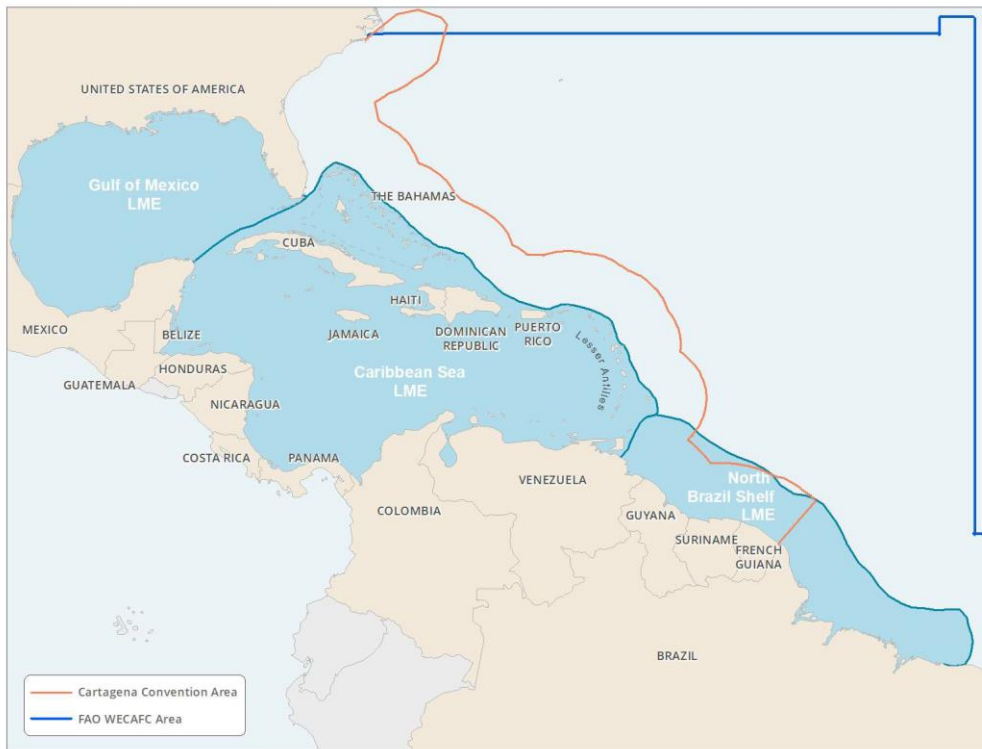 UNITED STATES OF AMERICA
Gulf of Mexico
LME
THE BAHAMAS
CUBA
HAITI
MEXICO
BELIZE
JAMAICA
DOMINICAN
REPUBLIC
PUERTO
RICO
Lesser Antilles
HONDURAS
GUATEMALA
Caribbean Sea
LME
NICARAGUA
COSTA RICA
PANAMA
VENEZUELA
North
Brazil Shelf
LME
COLOMBIA
GUYANA
SURINAME
FRENCH
GUIANA
BRAZIL
Cartagena Convention Area
FAO WECAFC Area